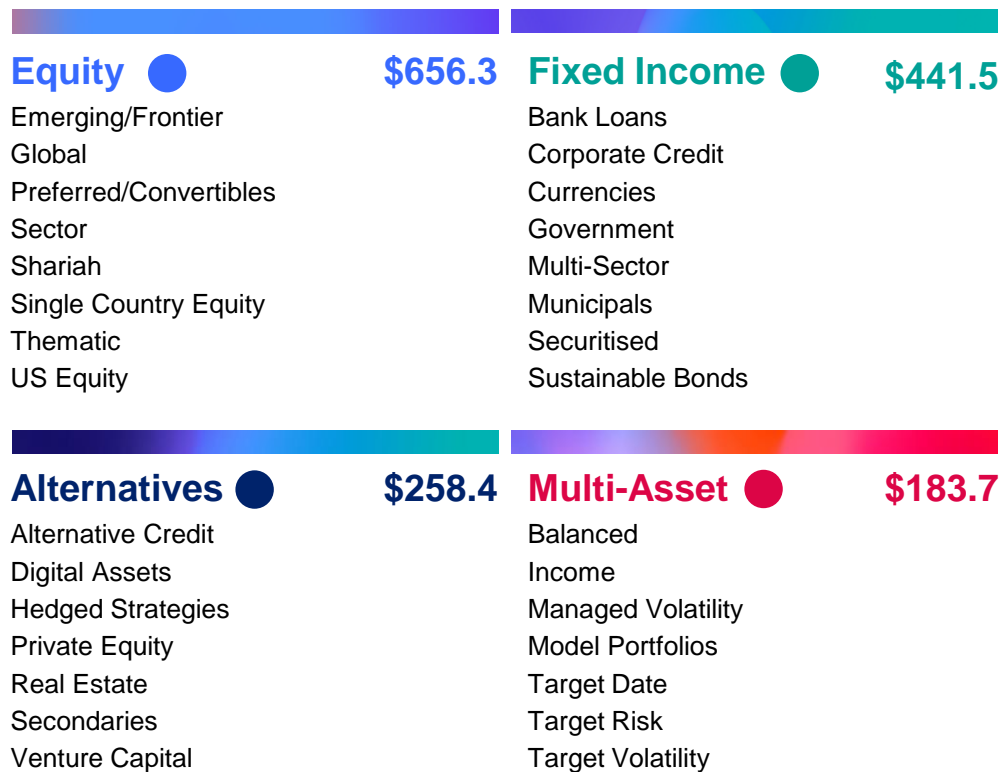 Equity $656.3
Emerging/Frontier
Global
Preferred/Convertibles
Sector
Shariah
Single Country Equity
Thematic
US Equity
Fixed Income $441.5
Bank Loans
Corporate Credit
Currencies
Government
Multi-Sector
Municipals
Securitised
Sustainable Bonds
Alternatives $258.4
Alternative Credit
Digital Assets
Hedged Strategies
Private Equity
Real Estate
Secondaries
Venture Capital
Multi-Asset $183.7
Balanced
Income
Managed Volatility
Model Portfolios
Target Date
Target Risk
Target Volatility